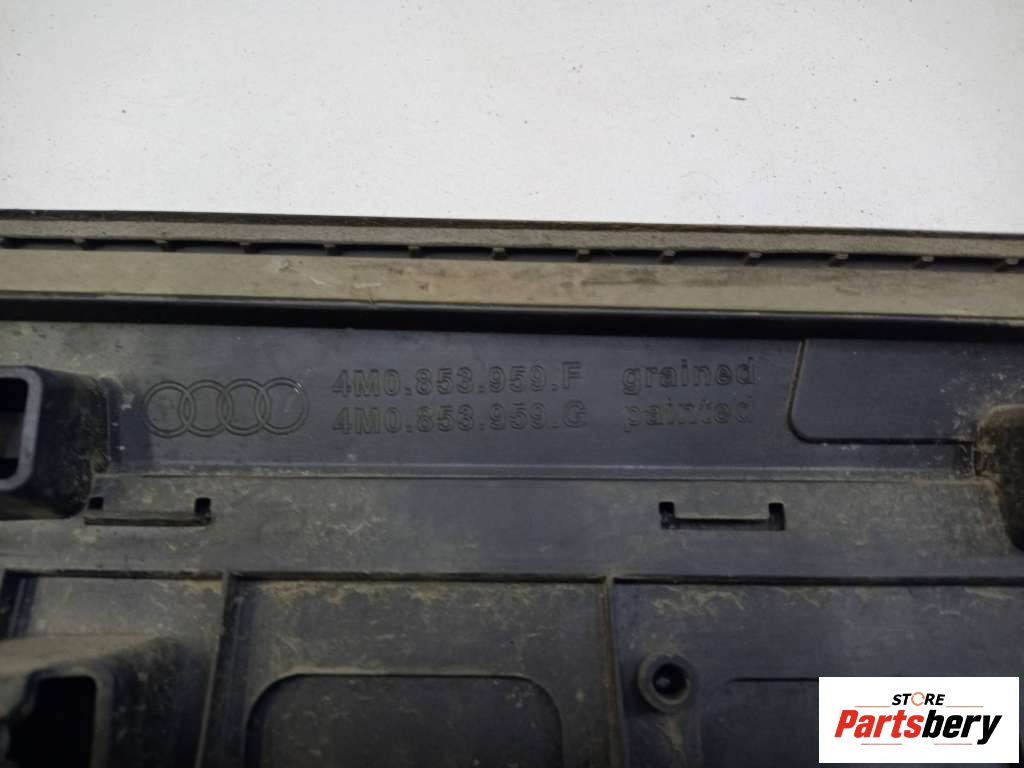 4M0.853.959.F grained
4M0.853.959.G painted
STORE
Partsbery